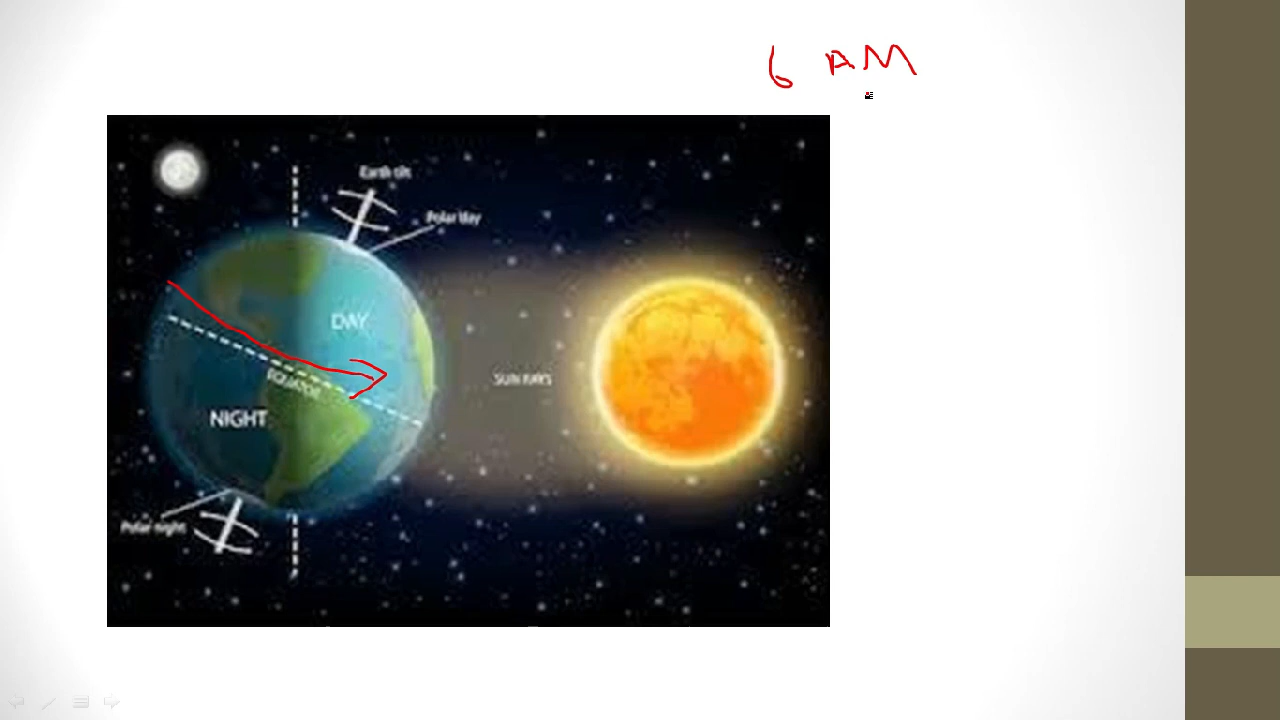 6 AM
Earth tilt
Polar day
DAY
SUN RAYS
EQUATOR
NIGHT
Polar night